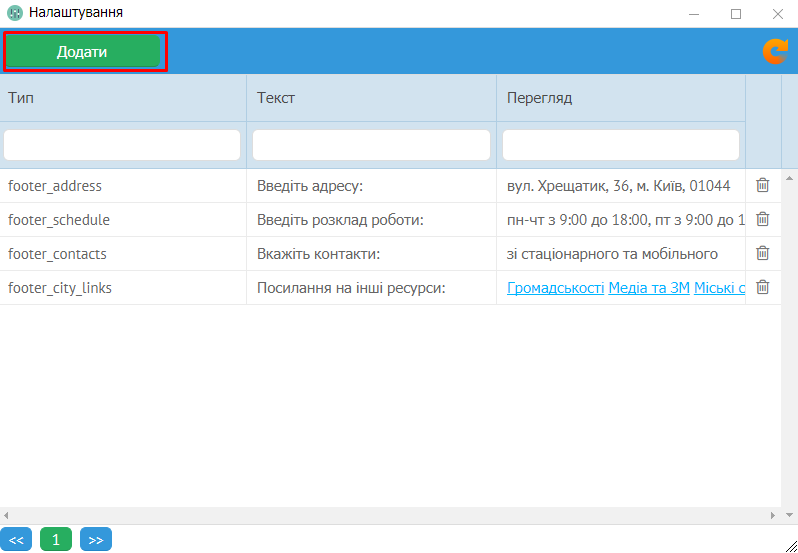 Налаштування
Додати
Тип Текст Перегляд
footer_address Введіть адресу: вул. Хрещатик, 36, м. Київ, 01044
footer_schedule Введіть розклад роботи: пн-чт з 9:00 до 18:00, пт з 9:00 до 1
footer_contacts Вкажіть контакти: зі стаціонарного та мобільного
footer_city_links Посилання на інші ресурси: Громадськості Медіа та ЗМ Міські с
<< 1 >>